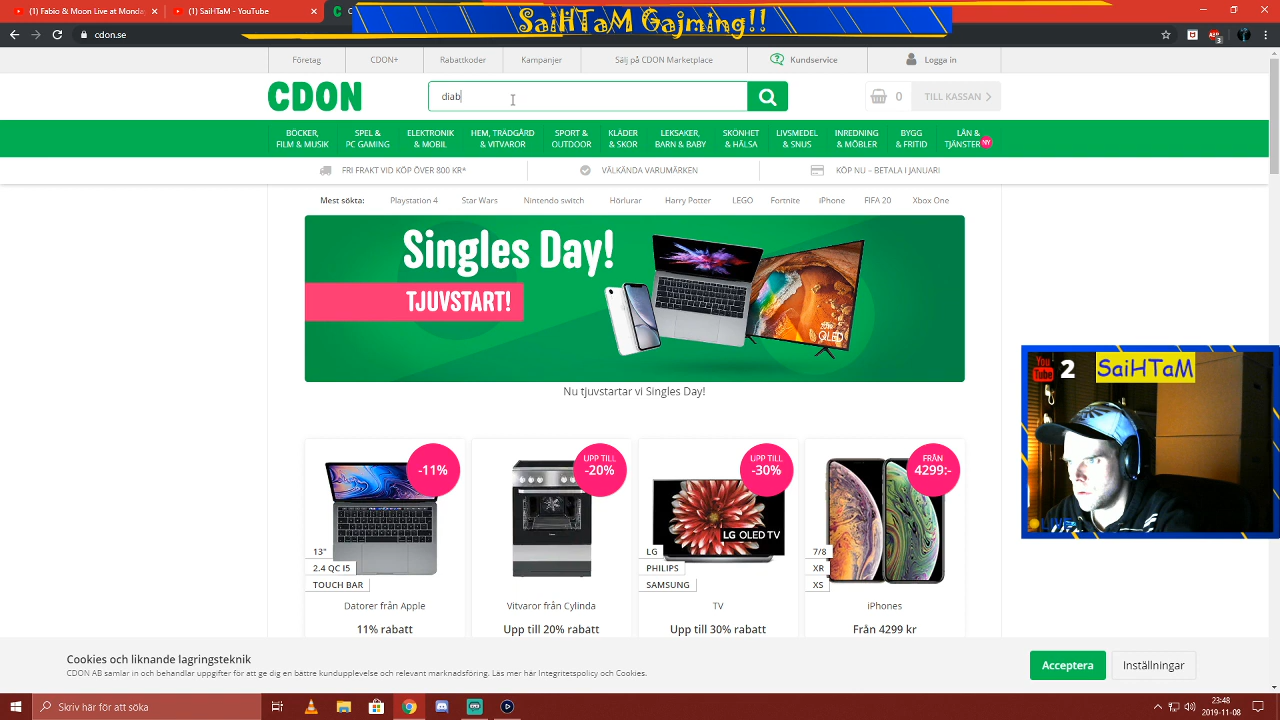 (1) Fabio & Moon Live at Monday
(1) SaiHTaM - YouTube
SaiHTaM Gajming!!
cdon.se
Företag
CDON+
Rabattkoder
Kampanjer
Sälj på CDON Marketplace
Kundservice
Logga in
CDON
diab
0
TILL KASSAN
BÖCKER, FILM & MUSIK
SPEL & PC GAMING
ELEKTRONIK & MOBIL
HEM, TRÄDGÅRD & VITVAROR
SPORT & OUTDOOR
KLÄDER & SKOR
LEKSAKER, BARN & BABY
SKÖNHET & HÄLSA
LIVSMEDEL & SNUS
INREDNING & MÖBLER
BYGG & FRITID
LÅN & TJÄNSTER
NY
FRI FRAKT VID KÖP ÖVER 800 KR*
VÄLKÄNDA VARUMÄRKEN
KÖP NU – BETALA I JANUARI
Mest sökta:
Playstation 4
Star Wars
Nintendo switch
Hörlurar
Harry Potter
LEGO
Fortnite
iPhone
FIFA 20
Xbox One
Singles Day!
TJUVSTART!
QLED
Nu tjuvstartar vi Singles Day!
-11%
13"
2.4 QC I5
TOUCH BAR
Datorer från Apple
11% rabatt
UPP TILL
-20%
Vitvaror från Cylinda
Upp till 20% rabatt
UPP TILL
-30%
LG OLED TV
LG
PHILIPS
SAMSUNG
TV
Upp till 30% rabatt
FRÅN
4299:-
7/8
XR
XS
iPhones
Från 4299 kr
You Tube
2
SaiHTaM
LIVE
Cookies och liknande lagringsteknik
CDON AB samlar in och behandlar uppgifter för att ge dig en bättre kundupplevelse och relevant marknadsföring. Läs mer här Integritetspolicy och Cookies.
Acceptera
Inställningar
Skriv här för att söka
23:48
2019-11-08